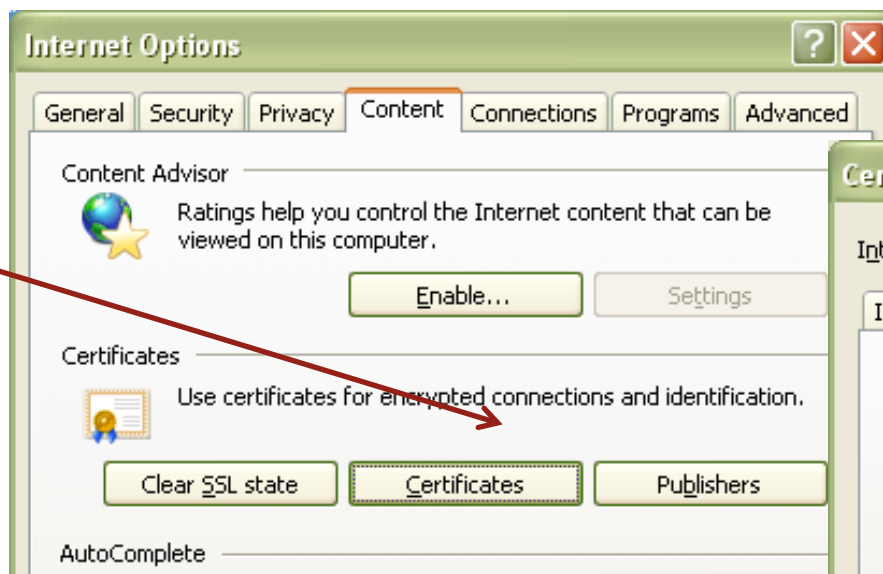 Internet Options
General Security Privacy Content Connections Programs Advanced
Content Advisor
Ratings help you control the Internet content that can be
viewed on this computer.
Enable... Settings
Certificates
Use certificates for encrypted connections and identification.
Clear SSL state Certificates Publishers
AutoComplete